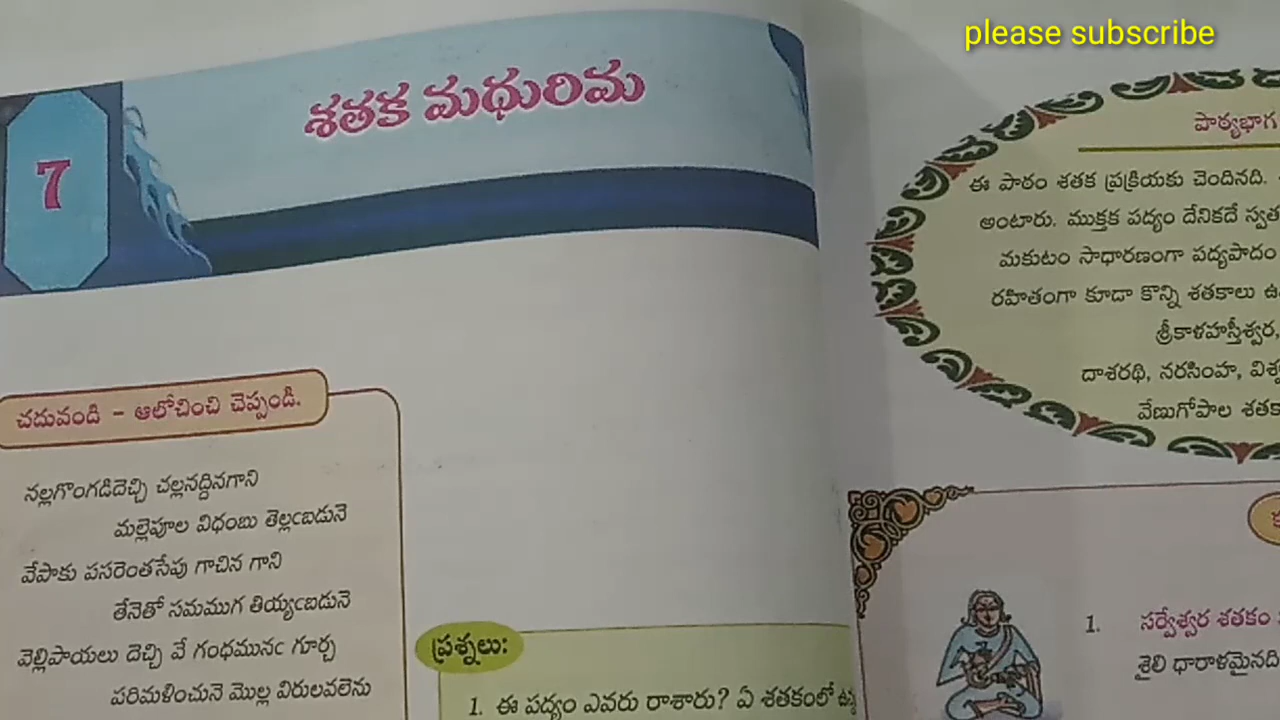 please subscribe
7
శతక మధురిమ
చదువండి - ఆలోచించి చెప్పండి.
నల్లగొంగడిదెచ్చి చల్లనద్దినగాని
మల్లెపూల విధంబు తెల్లఁబడునె
వేపాకు పసరెంతసేపు గాచిన గాని
తేనెతో సమముగ తియ్యఁబడునె
వెల్లిపాయలు దెచ్చి వే గంధమునఁ గూర్చ
పరిమళించునె మొల్ల విరులవలెను
ప్రశ్నలు:
1. ఈ పద్యం ఎవరు రాశారు? ఏ శతకంలో
పాఠ్యభాగ
ఈ పాఠం శతక ప్రక్రియకు చెందినది.
అంటారు. ముక్తక పద్యం దేనికదే
మకుటం సాధారణంగా పద్యపాదం
రహితంగా కూడా కొన్ని శతకాలు
శ్రీకాళహస్తీశ్వర,
దాశరథి, నరసింహ,
వేణుగోపాల
1. సర్వేశ్వర శతకం
శైలి ధారాళమైనది